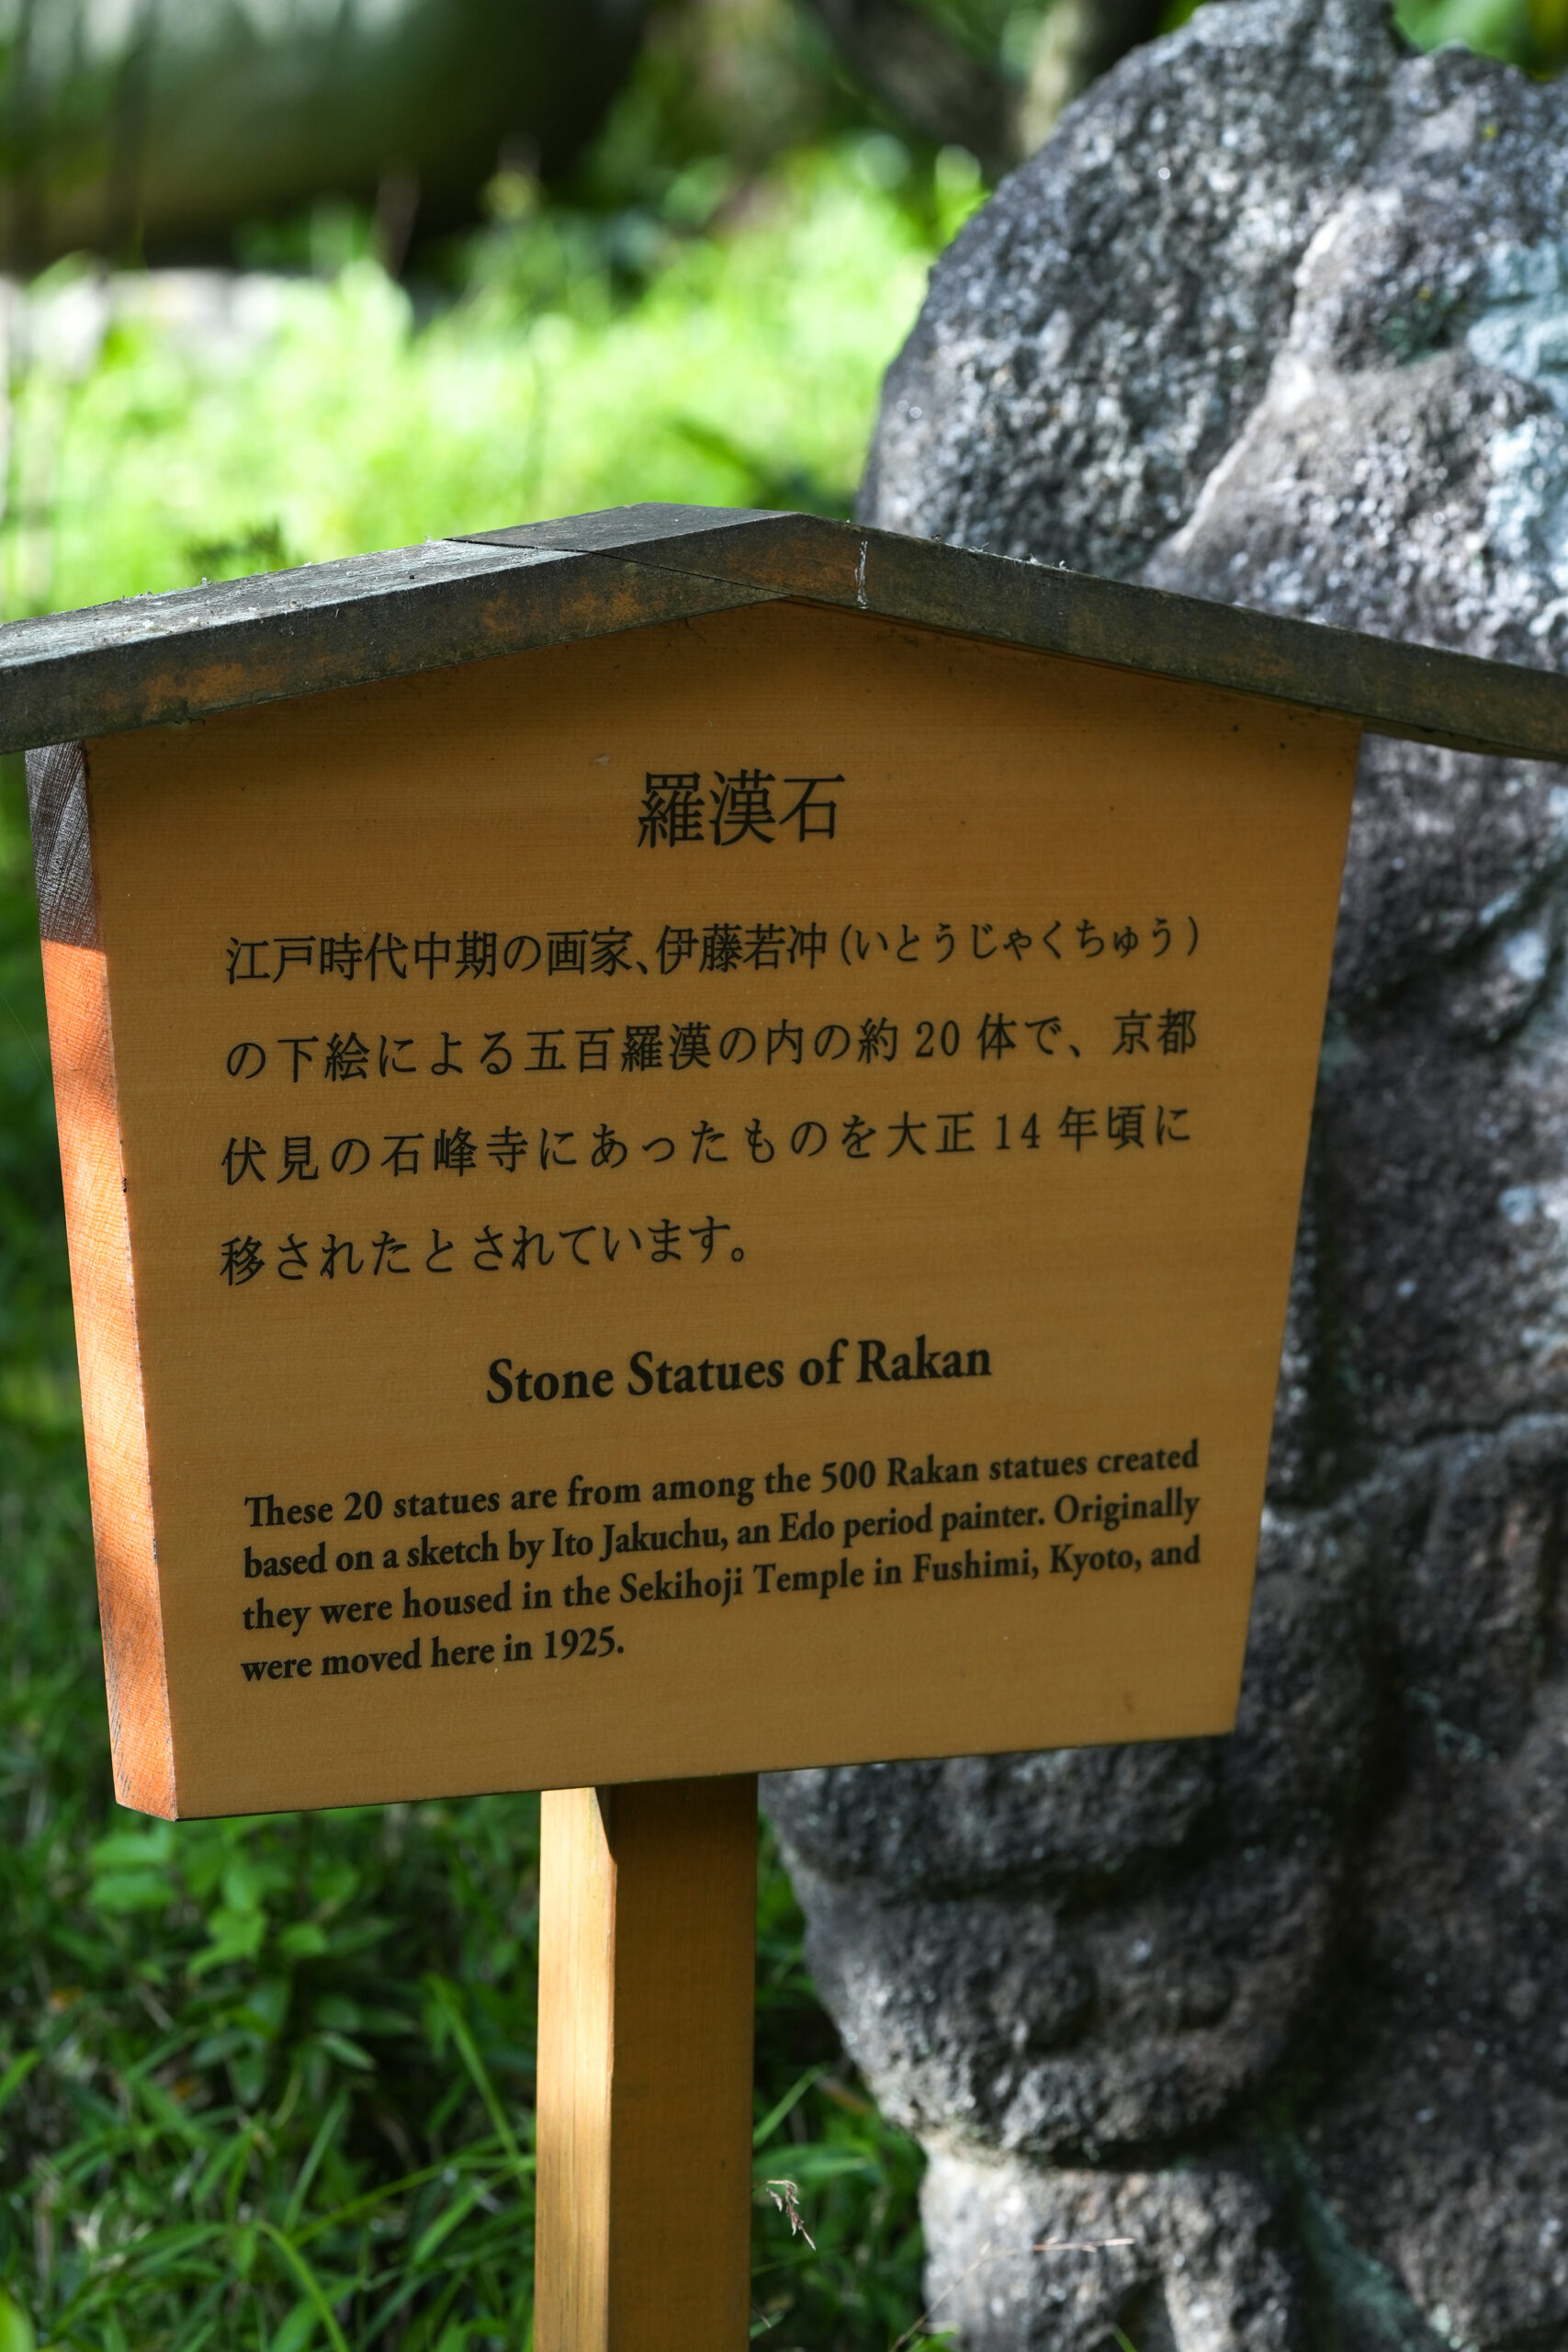 羅漢石
江戸時代中期の画家、伊藤若冲(いとうじゃくちゅう)
の下絵による五百羅漢の内の約20体で、京都
伏見の石峰寺にあったものを大正14年頃に
移されたとされています。
Stone Statues of Rakan
These 20 statues are from among the 500 Rakan statues created
based on a sketch by Ito Jakuchu, an Edo period painter. Originally
they were housed in the Sekihoji Temple in Fushimi, Kyoto, and
were moved here in 1925.